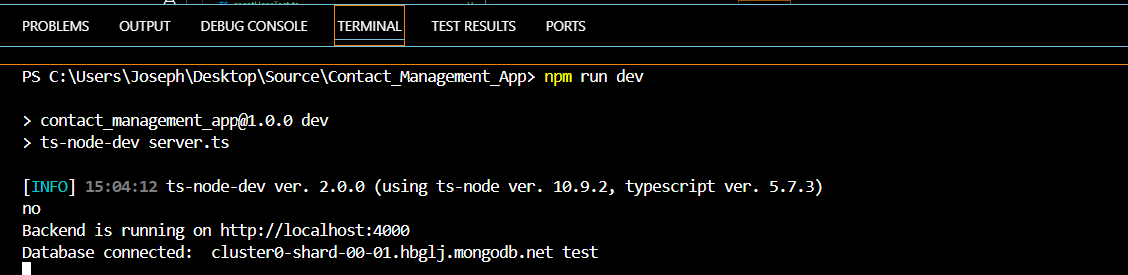 PROBLEMS OUTPUT DEBUG CONSOLE TERMINAL TEST RESULTS PORTS
PS C:\Users\Joseph\Desktop\Source\Contact_Management_App> npm run dev
> contact_management_app@1.0.0 dev
> ts-node-dev server.ts
[INFO] 15:04:12 ts-node-dev ver. 2.0.0 (using ts-node ver. 10.9.2, typescript ver. 5.7.3)
no
Backend is running on http://localhost:4000
Database connected:  cluster0-shard-00-01.hbglj.mongodb.net test